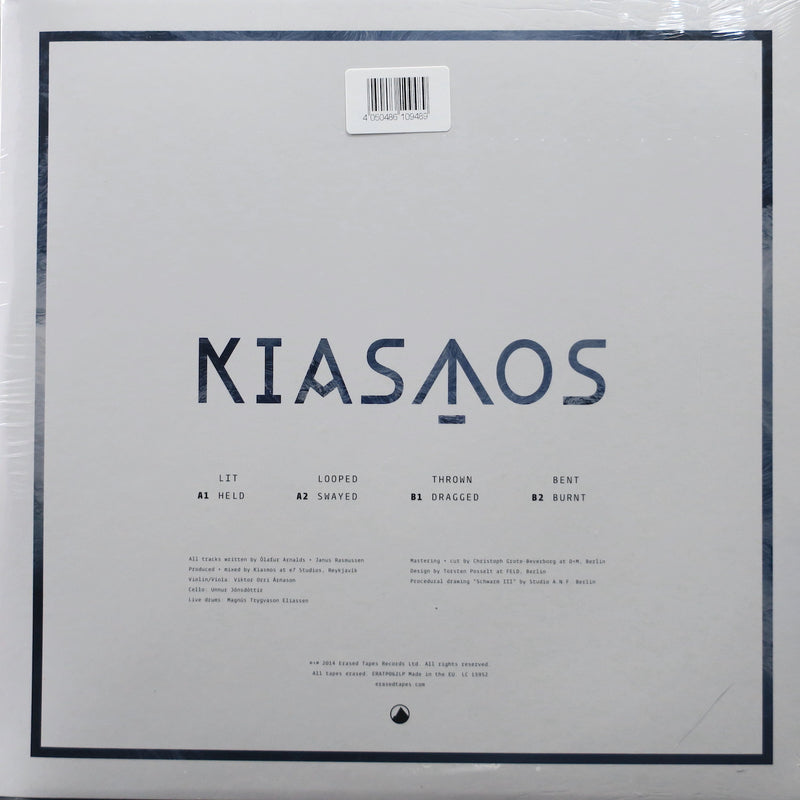 4 050486 109489
KIASMOS
LIT LOOPED THROWN BENT
A1 HELD A2 SWAYED B1 DRAGGED B2 BURNT
All tracks written by Ólafur Arnalds + Janus Rasmussen
Produced + mixed by Kiasmos at e7 Studios, Reykjavík
Violin/Viola: Viktor Orri Árnason
Cello: Unnur Jónsdóttir
Live drums: Magnús Trygvason Eliassen
Mastering + cut by Christoph Grote-Beverborg at D+M, Berlin
Design by Torsten Posselt at FELD, Berlin
Procedural drawing "Schwarm III" by Studio A N F, Berlin
℗+© 2014 Erased Tapes Records Ltd. All rights reserved.
All tapes erased. ERATP062LP Made in the EU. LC 13952
erasedtapes.com